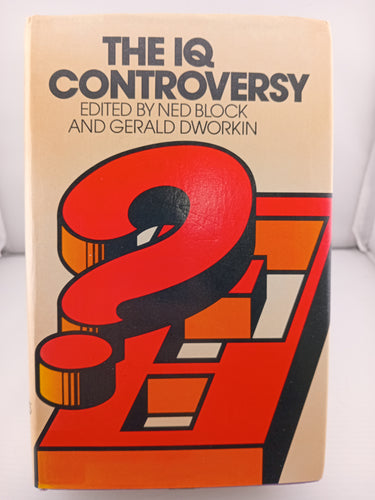 THE IQ
CONTROVERSY
EDITED BY NED BLOCK
AND GERALD DWORKIN